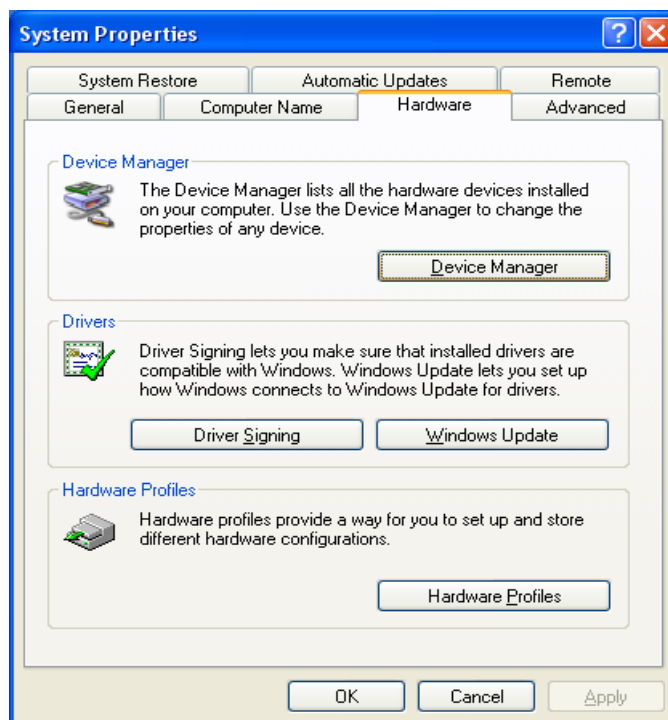 System Properties
System Restore Automatic Updates Remote
General Computer Name Hardware Advanced
Device Manager
The Device Manager lists all the hardware devices installed
on your computer. Use the Device Manager to change the
properties of any device.
Device Manager
Drivers
Driver Signing lets you make sure that installed drivers are
compatible with Windows. Windows Update lets you set up
how Windows connects to Windows Update for drivers.
Driver Signing Windows Update
Hardware Profiles
Hardware profiles provide a way for you to set up and store
different hardware configurations.
Hardware Profiles
OK Cancel Apply